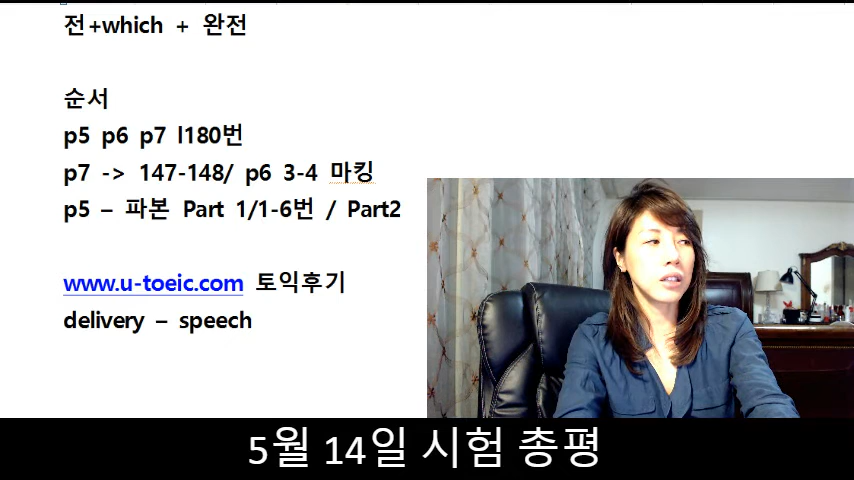 전+which + 완전
순서
p5 p6 p7 l180번
p7 -> 147-148/ p6 3-4 마킹
p5 – 파본 Part 1/1-6번 / Part2
www.u-toeic.com 토익후기
delivery – speech
5월 14일 시험 총평